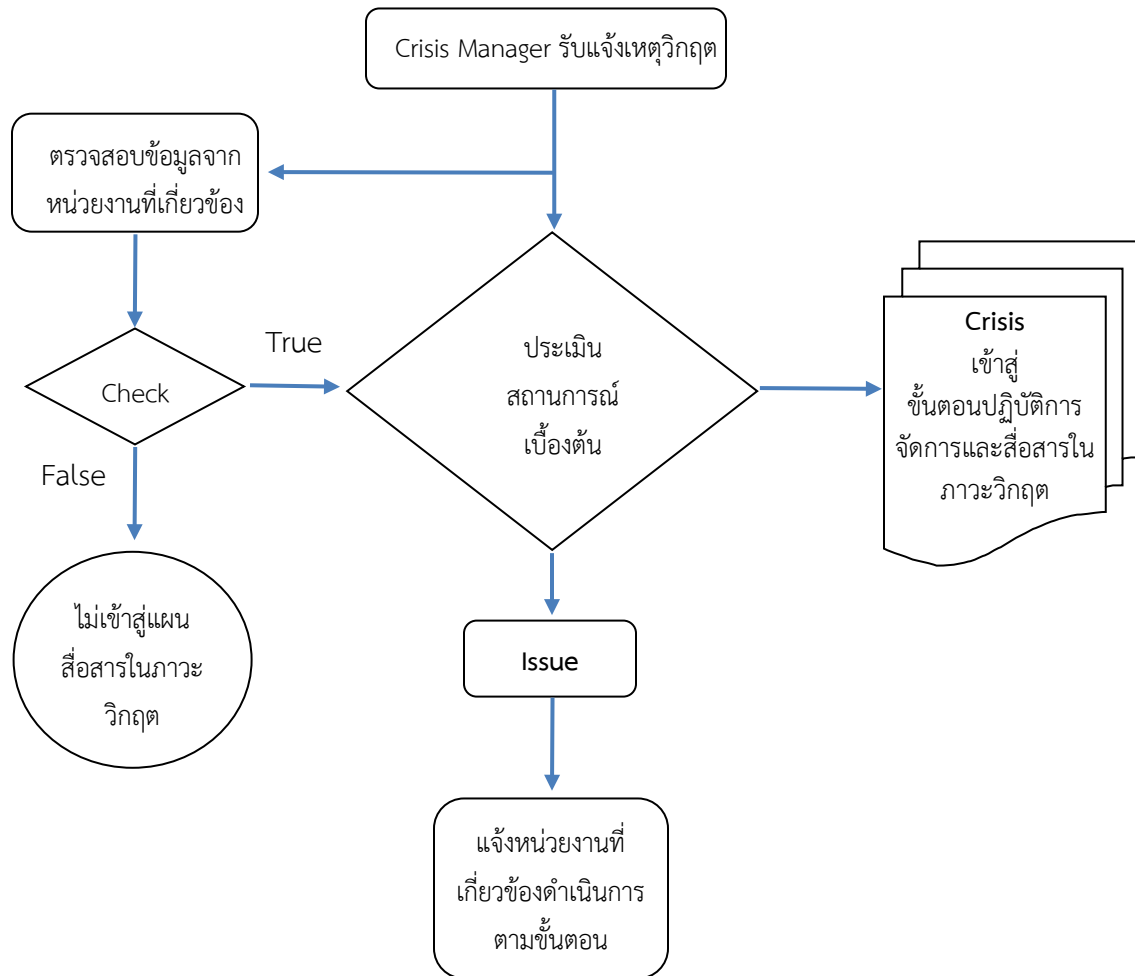 Crisis Manager รับแจ้งเหตุวิกฤต
ตรวจสอบข้อมูลจาก
หน่วยงานที่เกี่ยวข้อง
Check
True
False
ไม่เข้าสู่แผน
สื่อสารในภาวะ
วิกฤต
ประเมิน
สถานการณ์
เบื้องต้น
Crisis
เข้าสู่
ขั้นตอนปฏิบัติการ
จัดการและสื่อสารใน
ภาวะวิกฤต
Issue
แจ้งหน่วยงานที่
เกี่ยวข้องดำเนินการ
ตามขั้นตอน